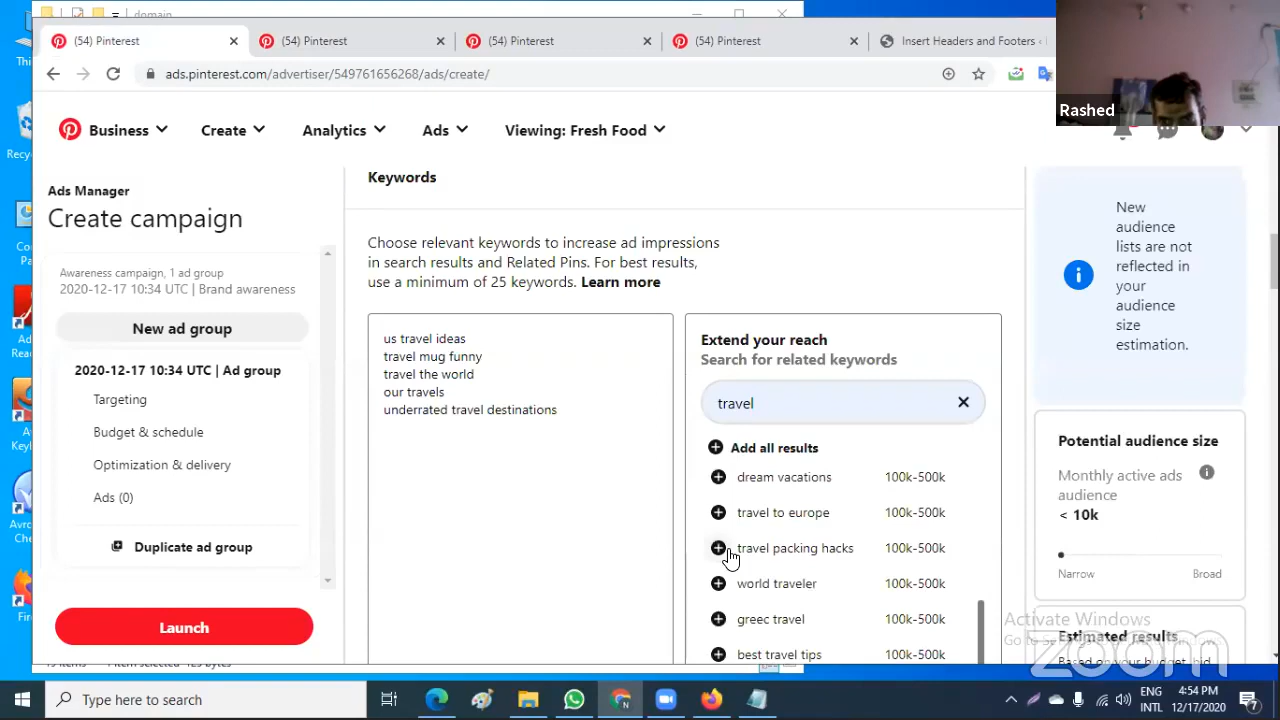 domain
(54) Pinterest
(54) Pinterest
(54) Pinterest
(54) Pinterest
Insert Headers and Footers ‹
ads.pinterest.com/advertiser/549761656268/ads/create/
Rashed
Business
Create
Analytics
Ads
Viewing: Fresh Food
Ads Manager
Create campaign
Awareness campaign, 1 ad group
2020-12-17 10:34 UTC | Brand awareness
New ad group
2020-12-17 10:34 UTC | Ad group
Targeting
Budget & schedule
Optimization & delivery
Ads (0)
Duplicate ad group
Launch
Keywords
Choose relevant keywords to increase ad impressions
in search results and Related Pins. For best results,
use a minimum of 25 keywords. Learn more
us travel ideas
travel mug funny
travel the world
our travels
underrated travel destinations
Extend your reach
Search for related keywords
travel
Add all results
dream vacations 100k-500k
travel to europe 100k-500k
travel packing hacks 100k-500k
world traveler 100k-500k
greec travel 100k-500k
best travel tips 100k-500k
New
audience
lists are not
reflected in
your
audience
size
estimation.
Potential audience size
Monthly active ads
audience
< 10k
Narrow Broad
Activate Windows
Estimated results
zoom
Type here to search
ENG
INTL
4:54 PM
12/17/2020
7